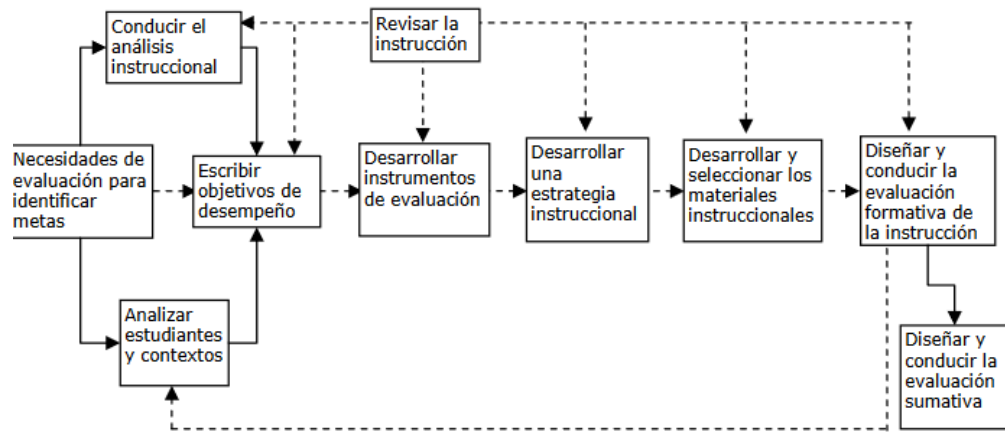 Conducir el
análisis
instruccional
Revisar la
instrucción
Necesidades de
evaluación para
identificar
metas
Escribir
objetivos de
desempeño
Desarrollar
instrumentos
de evaluación
Desarrollar
una
estrategia
instruccional
Desarrollar y
seleccionar los
materiales
instruccionales
Diseñar y
conducir la
evaluación
formativa de
la instrucción
Analizar
estudiantes
y contextos
Diseñar y
conducir la
evaluación
sumativa